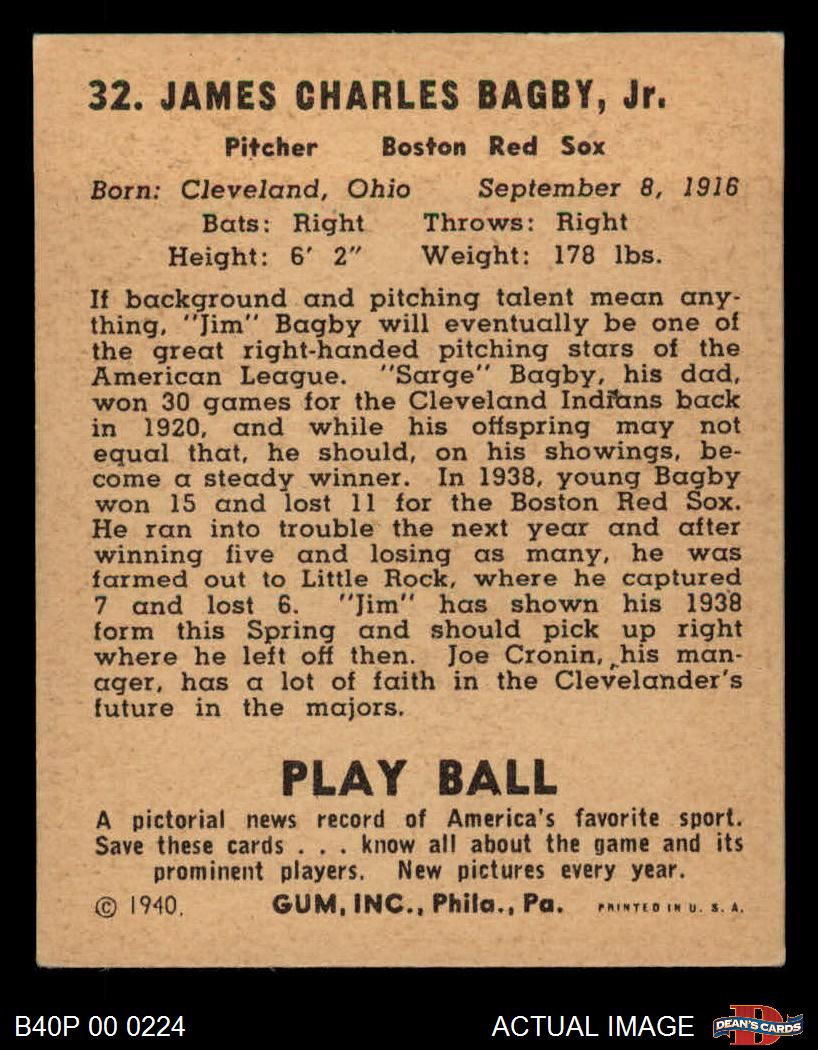 32. JAMES CHARLES BAGBY, Jr.
Pitcher Boston Red Sox
Born: Cleveland, Ohio September 8, 1916
Bats: Right Throws: Right
Height: 6' 2" Weight: 178 lbs.
If background and pitching talent mean any-
thing, "Jim" Bagby will eventually be one of
the great right-handed pitching stars of the
American League. "Sarge" Bagby, his dad,
won 30 games for the Cleveland Indians back
in 1920, and while his offspring may not
equal that, he should, on his showings, be-
come a steady winner. In 1938, young Bagby
won 15 and lost 11 for the Boston Red Sox.
He ran into trouble the next year and after
winning five and losing as many, he was
farmed out to Little Rock, where he captured
7 and lost 6. "Jim" has shown his 1938
form this Spring and should pick up right
where he left off then. Joe Cronin, his man-
ager, has a lot of faith in the Clevelander's
future in the majors.
PLAY BALL
A pictorial news record of America's favorite sport.
Save these cards . . . know all about the game and its
prominent players. New pictures every year.
© 1940. GUM, INC., Phila., Pa. PRINTED IN U. S. A.
B40P 00 0224 ACTUAL IMAGE DEAN'S CARDS